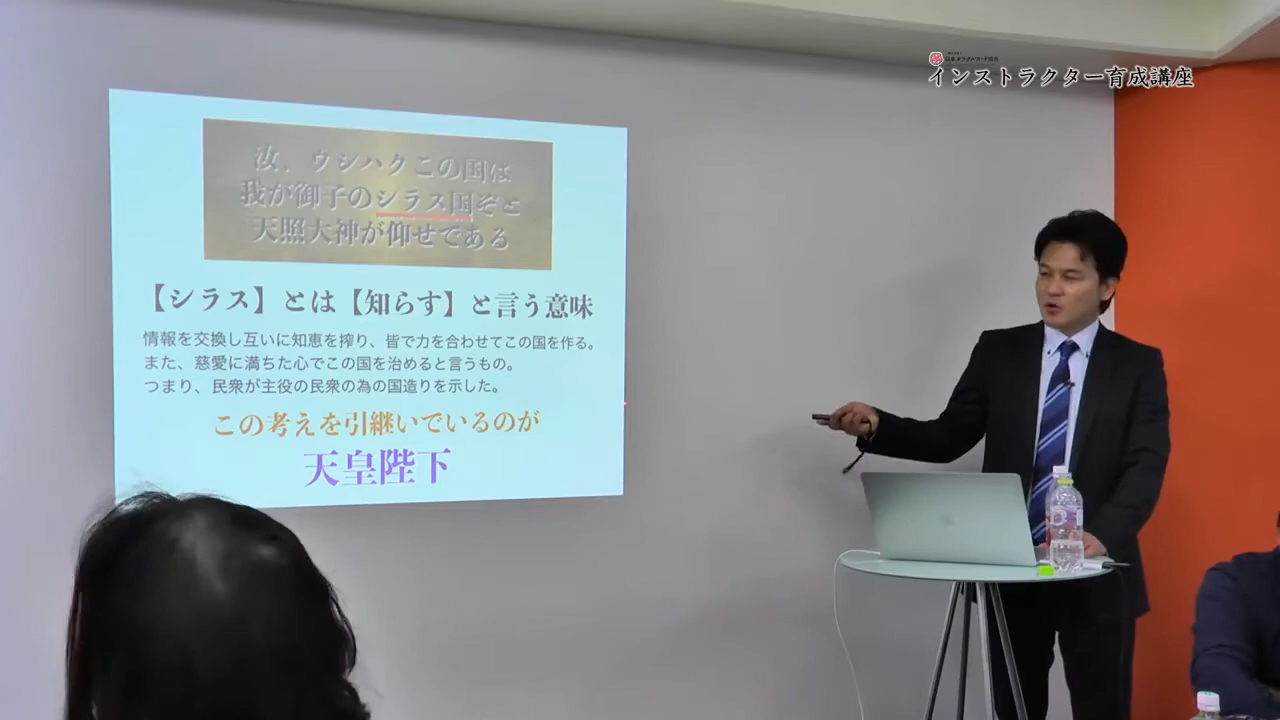 インストラクター育成講座
汝、ウシハクこの国は
我が御子のシラス国ぞと
天照大神が仰せである
【シラス】とは【知らす】と言う意味
情報を交換し互いに知恵を搾り、皆で力を合わせてこの国を作る。
また、慈愛に満ちた心でこの国を治めると言うもの。
つまり、民衆が主役の民衆の為の国造りを示した。
この考えを引継いでいるのが
天皇陛下